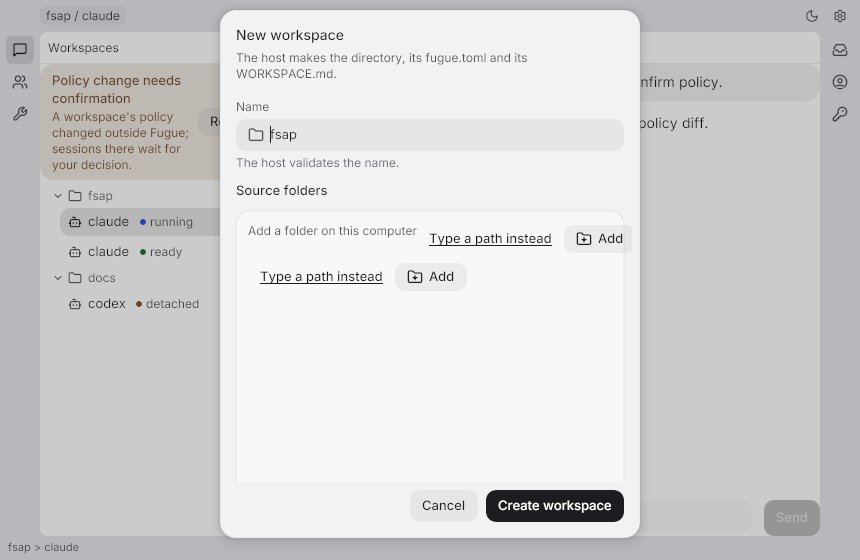 fsap / claude
Workspaces
Policy change needs
confirmation
A workspace's policy
changed outside Fugue;
sessions there wait for
your decision.
fsap
claude running
claude ready
docs
codex detached
New workspace
The host makes the directory, its fugue.toml and its
WORKSPACE.md.
Name
fsap
The host validates the name.
Source folders
Add a folder on this computer Type a path instead Add
Type a path instead Add
Cancel Create workspace
policy.
policy diff.
Send
fsap > claude